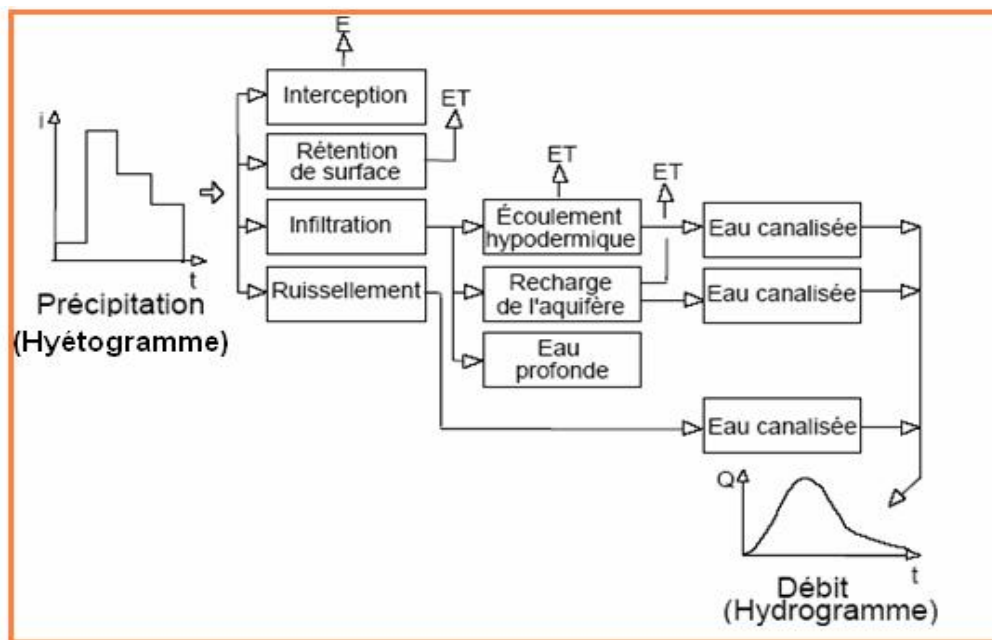 E
Interception
ET
Rétention
de surface
i
t
Précipitation
(Hyétogramme)
Infiltration
Ruissellement
ET
ET
Écoulement
hypodermique
Recharge
de l'aquifère
Eau
profonde
Eau canalisée
Eau canalisée
Eau canalisée
Q
t
Débit
(Hydrogramme)